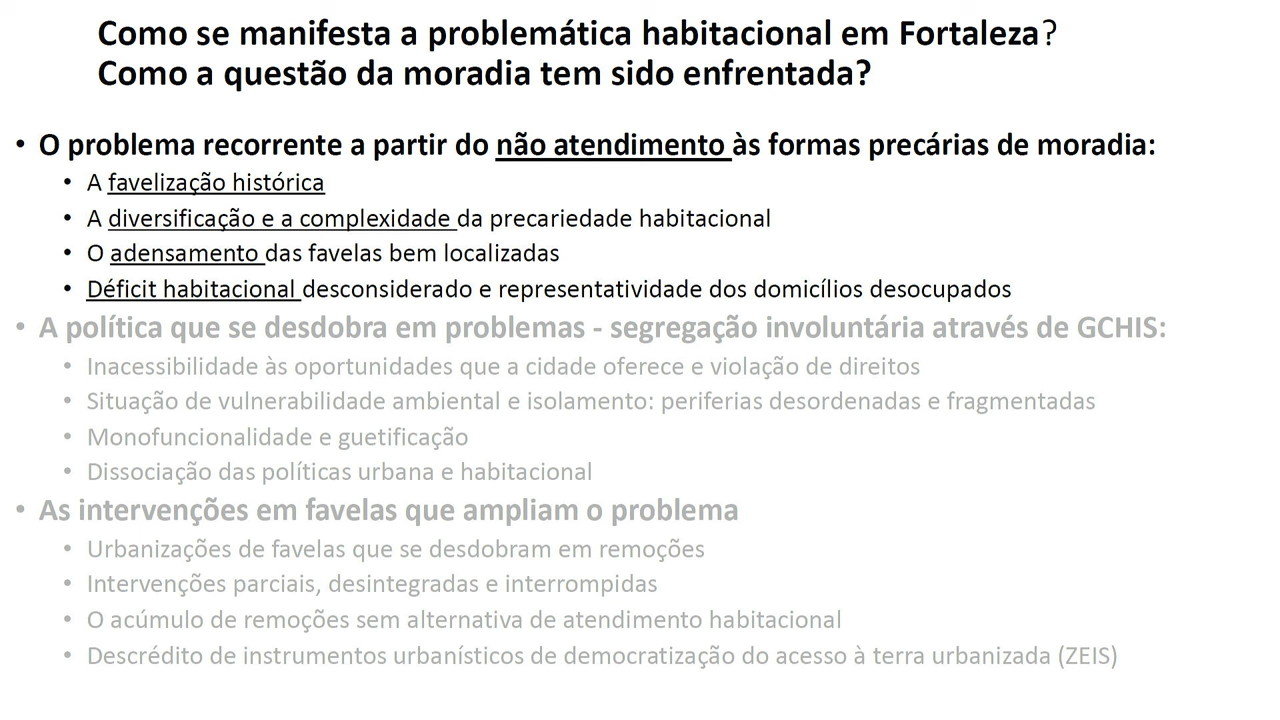 Como se manifesta a problemática habitacional em Fortaleza?
Como a questão da moradia tem sido enfrentada?
• O problema recorrente a partir do não atendimento às formas precárias de moradia:
• A favelização histórica
• A diversificação e a complexidade da precariedade habitacional
• O adensamento das favelas bem localizadas
• Déficit habitacional desconsiderado e representatividade dos domicílios desocupados
• A política que se desdobra em problemas - segregação involuntária através de GCHIS:
• Inacessibilidade às oportunidades que a cidade oferece e violação de direitos
• Situação de vulnerabilidade ambiental e isolamento: periferias desordenadas e fragmentadas
• Monofuncionalidade e guetificação
• Dissociação das políticas urbana e habitacional
• As intervenções em favelas que ampliam o problema
• Urbanizações de favelas que se desdobram em remoções
• Intervenções parciais, desintegradas e interrompidas
• O acúmulo de remoções sem alternativa de atendimento habitacional
• Descrédito de instrumentos urbanísticos de democratização do acesso à terra urbanizada (ZEIS)